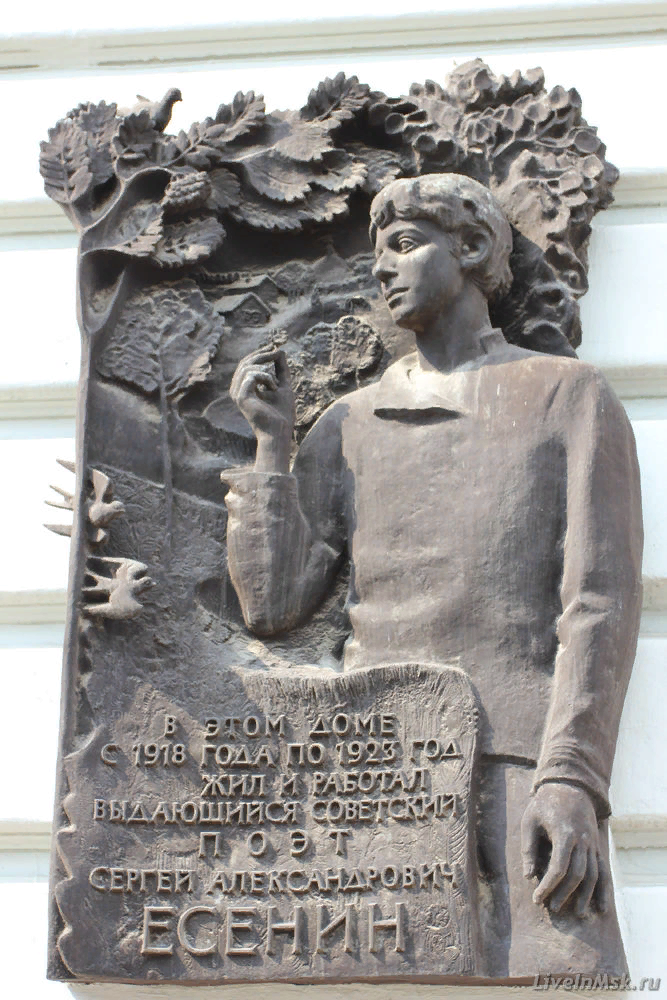 В ЭТОМ ДОМЕ
С 1918 ГОДА ПО 1923 ГОД
ЖИЛ И РАБОТАЛ
ВЫДАЮЩИЙСЯ СОВЕТСКИЙ
ПОЭТ
СЕРГЕЙ АЛЕКСАНДРОВИЧ
ЕСЕНИН
LiveInMsk.ru